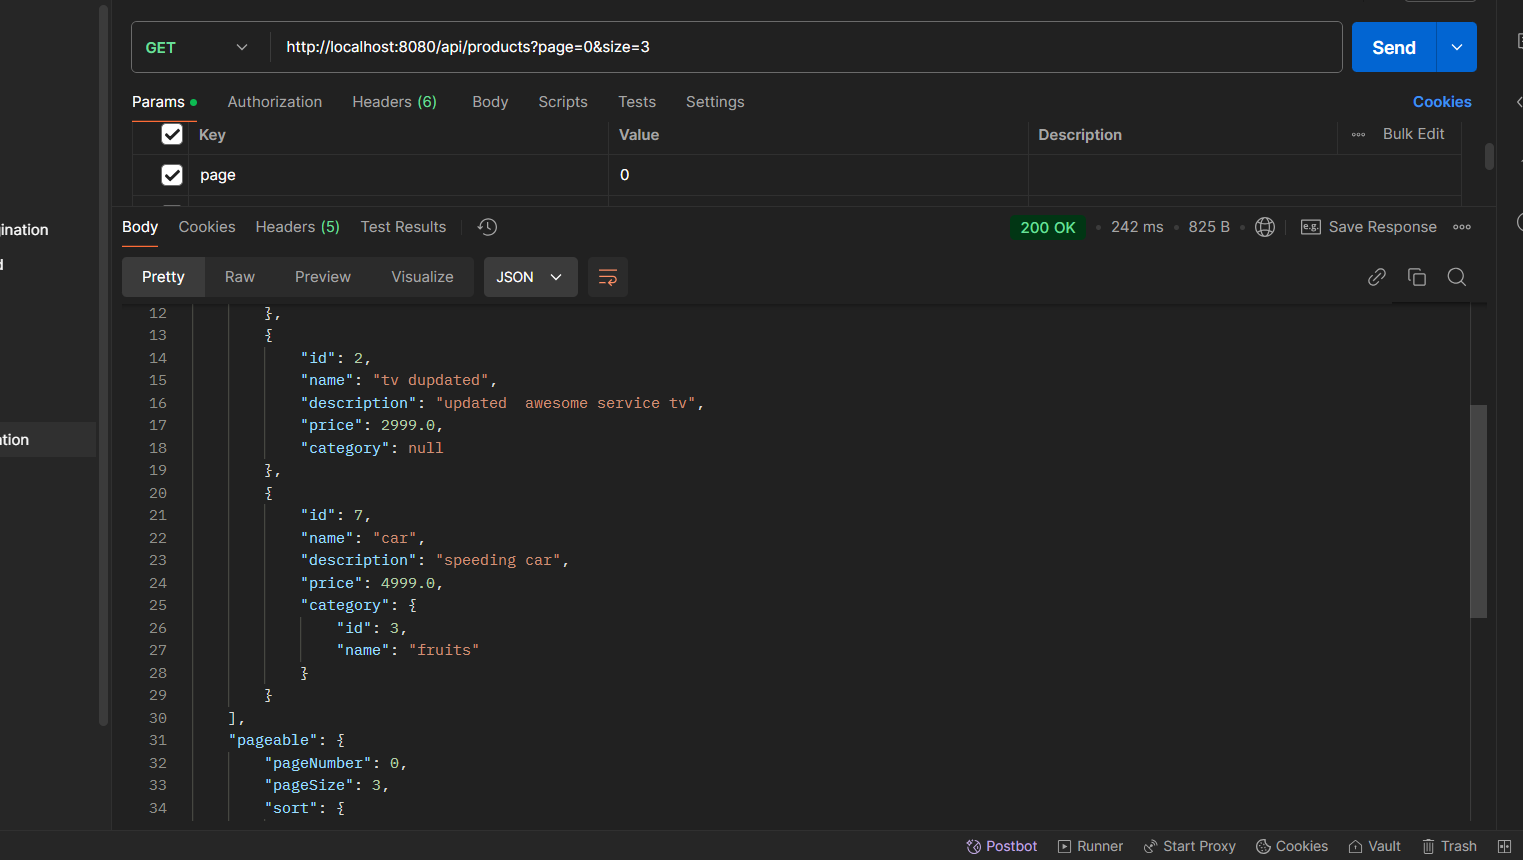 GET http://localhost:8080/api/products?page=0&size=3 Send
Params Authorization Headers (6) Body Scripts Tests Settings Cookies
Key Value Description Bulk Edit
page 0
Body Cookies Headers (5) Test Results 200 OK 242 ms 825 B e.g. Save Response
Pretty Raw Preview Visualize JSON
12 },
13 {
14 "id": 2,
15 "name": "tv dupdated",
16 "description": "updated  awesome service tv",
17 "price": 2999.0,
18 "category": null
19 },
20 {
21 "id": 7,
22 "name": "car",
23 "description": "speeding car",
24 "price": 4999.0,
25 "category": {
26 "id": 3,
27 "name": "fruits"
28 }
29 }
30 ],
31 "pageable": {
32 "pageNumber": 0,
33 "pageSize": 3,
34 "sort": {
Postbot Runner Start Proxy Cookies Vault Trash